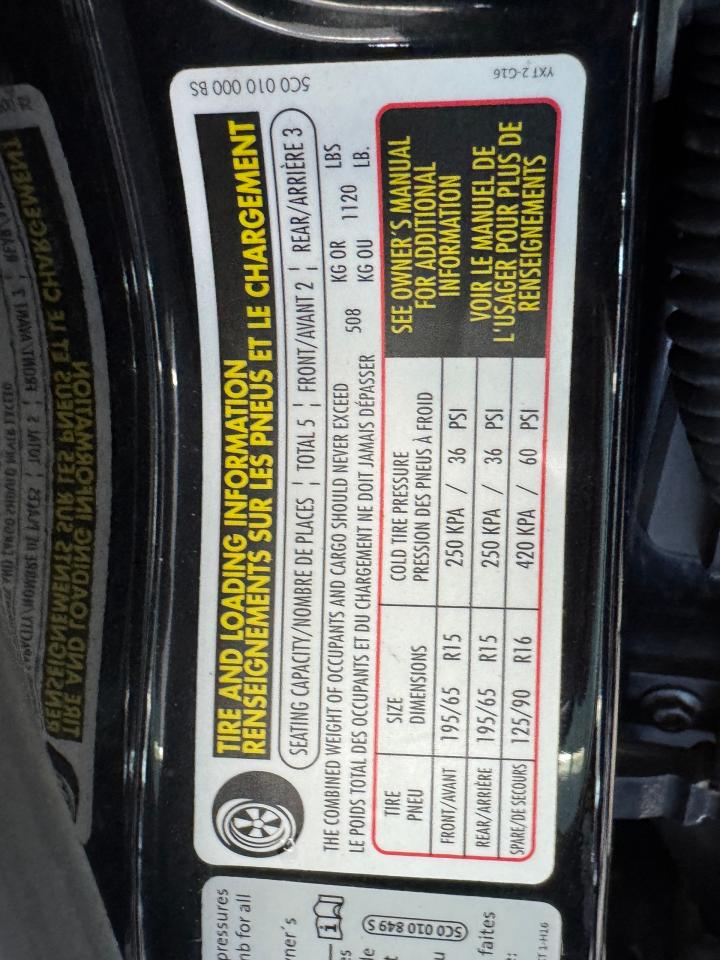 5C0 010 000 BS
TIRE AND LOADING INFORMATION
RENSEIGNEMENTS SUR LES PNEUS ET LE CHARGEMENT
SEATING CAPACITY/NOMBRE DE PLACES ¦ TOTAL 5 ¦ FRONT/AVANT 2 ¦ REAR/ARRIÈRE 3
THE COMBINED WEIGHT OF OCCUPANTS AND CARGO SHOULD NEVER EXCEED 508 KG OR 1120 LBS
LE POIDS TOTAL DES OCCUPANTS ET DU CHARGEMENT NE DOIT JAMAIS DÉPASSER KG OU LB.
TIRE SIZE COLD TIRE PRESSURE
PNEU DIMENSIONS PRESSION DES PNEUS À FROID
FRONT/AVANT 195/65 R15 250 KPA / 36 PSI
REAR/ARRIÈRE 195/65 R15 250 KPA / 36 PSI
SPARE/DE SECOURS 125/90 R16 420 KPA / 60 PSI
SEE OWNER'S MANUAL
FOR ADDITIONAL
INFORMATION
VOIR LE MANUEL DE
L'USAGER POUR PLUS DE
RENSEIGNEMENTS
YXT 2-G16
pressures
for all
ner's
5C0 010 849 S
faites
1-H16